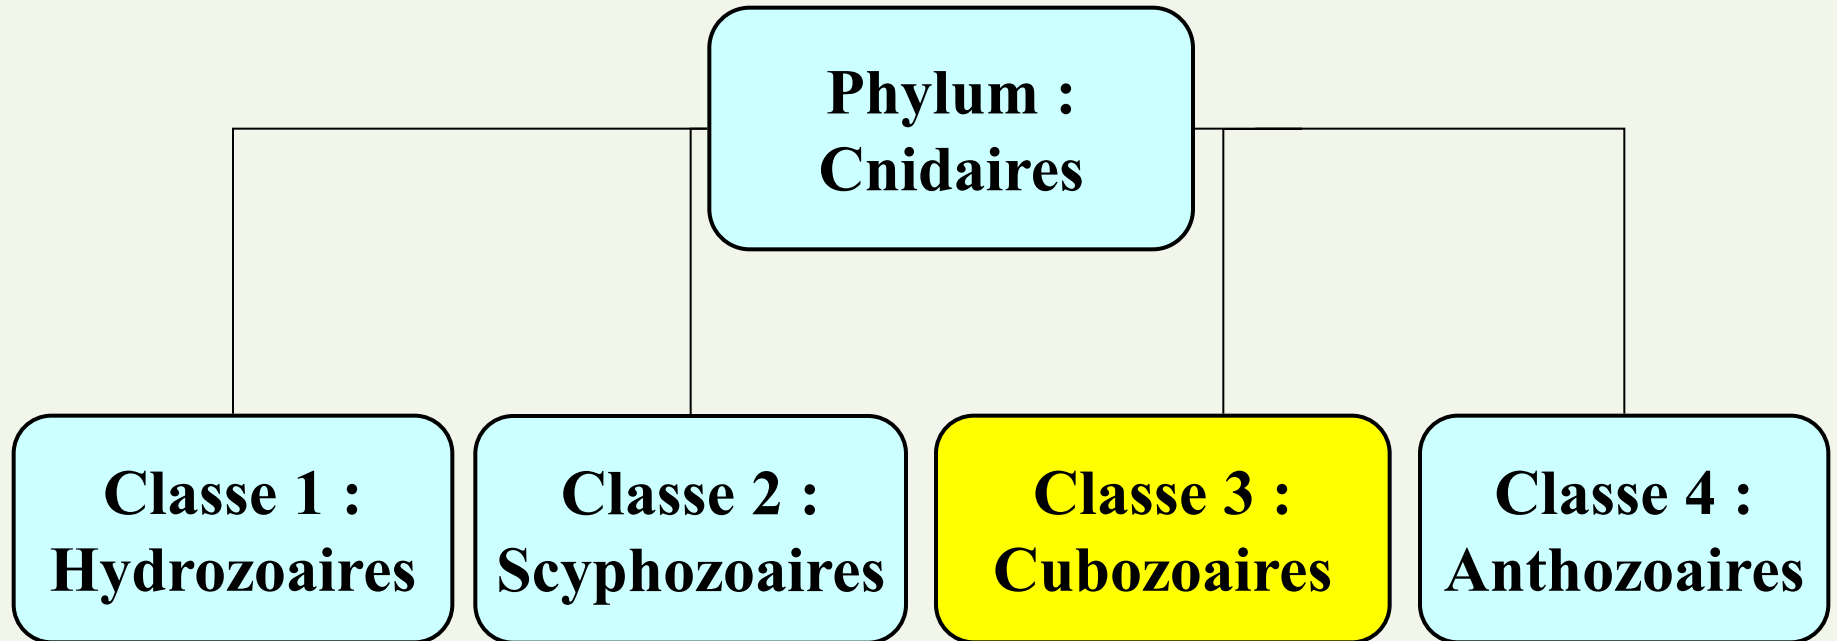 Phylum :
Cnidaires
Classe 1 :
Hydrozoaires
Classe 2 :
Scyphozoaires
Classe 3 :
Cubozoaires
Classe 4 :
Anthozoaires